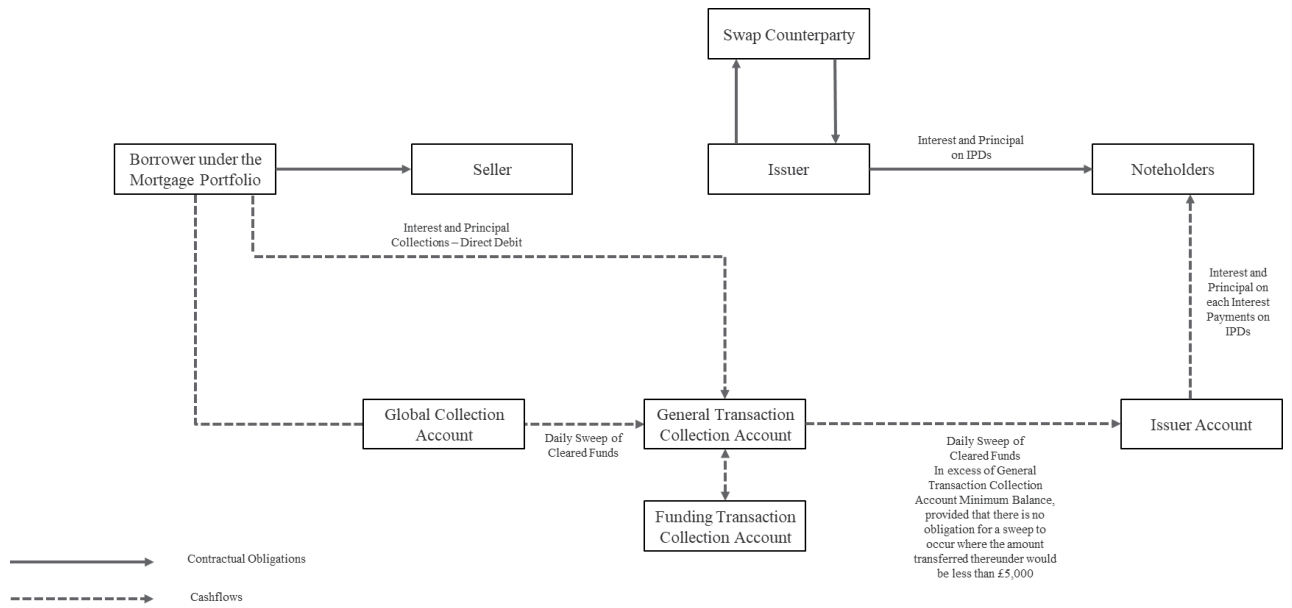 Swap Counterparty
Borrower under the
Mortgage Portfolio
Seller
Issuer
Interest and Principal
on IPDs
Noteholders
Interest and Principal
Collections – Direct Debit
Interest and
Principal on
each Interest
Payments on
IPDs
Global Collection
Account
Daily Sweep of
Cleared Funds
General Transaction
Collection Account
Daily Sweep of
Cleared Funds
In excess of General
Transaction Collection
Account Minimum Balance,
provided that there is no
obligation for a sweep to
occur where the amount
transferred thereunder would
be less than £5,000
Issuer Account
Funding Transaction
Collection Account
Contractual Obligations
Cashflows